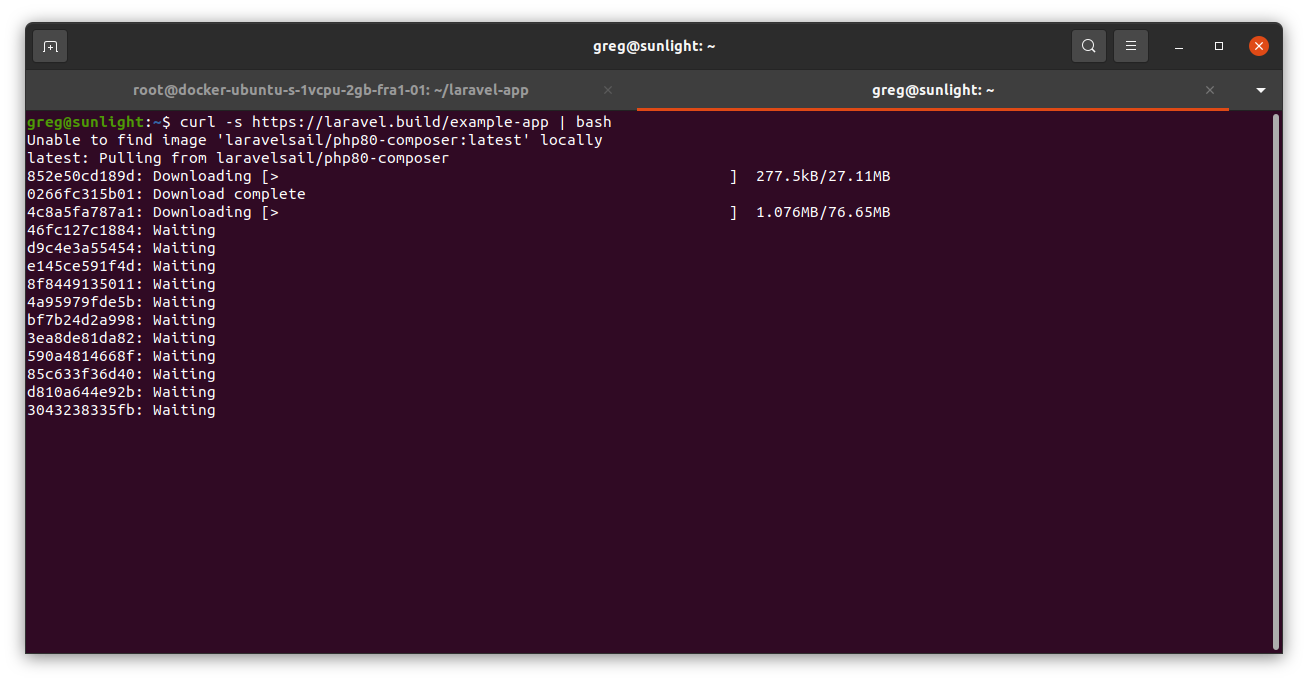 greg@sunlight: ~
root@docker-ubuntu-s-1vcpu-2gb-fra1-01: ~/laravel-app
greg@sunlight: ~
greg@sunlight:~$ curl -s https://laravel.build/example-app | bash
Unable to find image 'laravelsail/php80-composer:latest' locally
latest: Pulling from laravelsail/php80-composer
852e50cd189d: Downloading [>                                                  ]  277.5kB/27.11MB
0266fc315b01: Download complete
4c8a5fa787a1: Downloading [>                                                  ]  1.076MB/76.65MB
46fc127c1884: Waiting
d9c4e3a55454: Waiting
e145ce591f4d: Waiting
8f8449135011: Waiting
4a95979fde5b: Waiting
bf7b24d2a998: Waiting
3ea8de81da82: Waiting
590a4814668f: Waiting
85c633f36d40: Waiting
d810a644e92b: Waiting
3043238335fb: Waiting